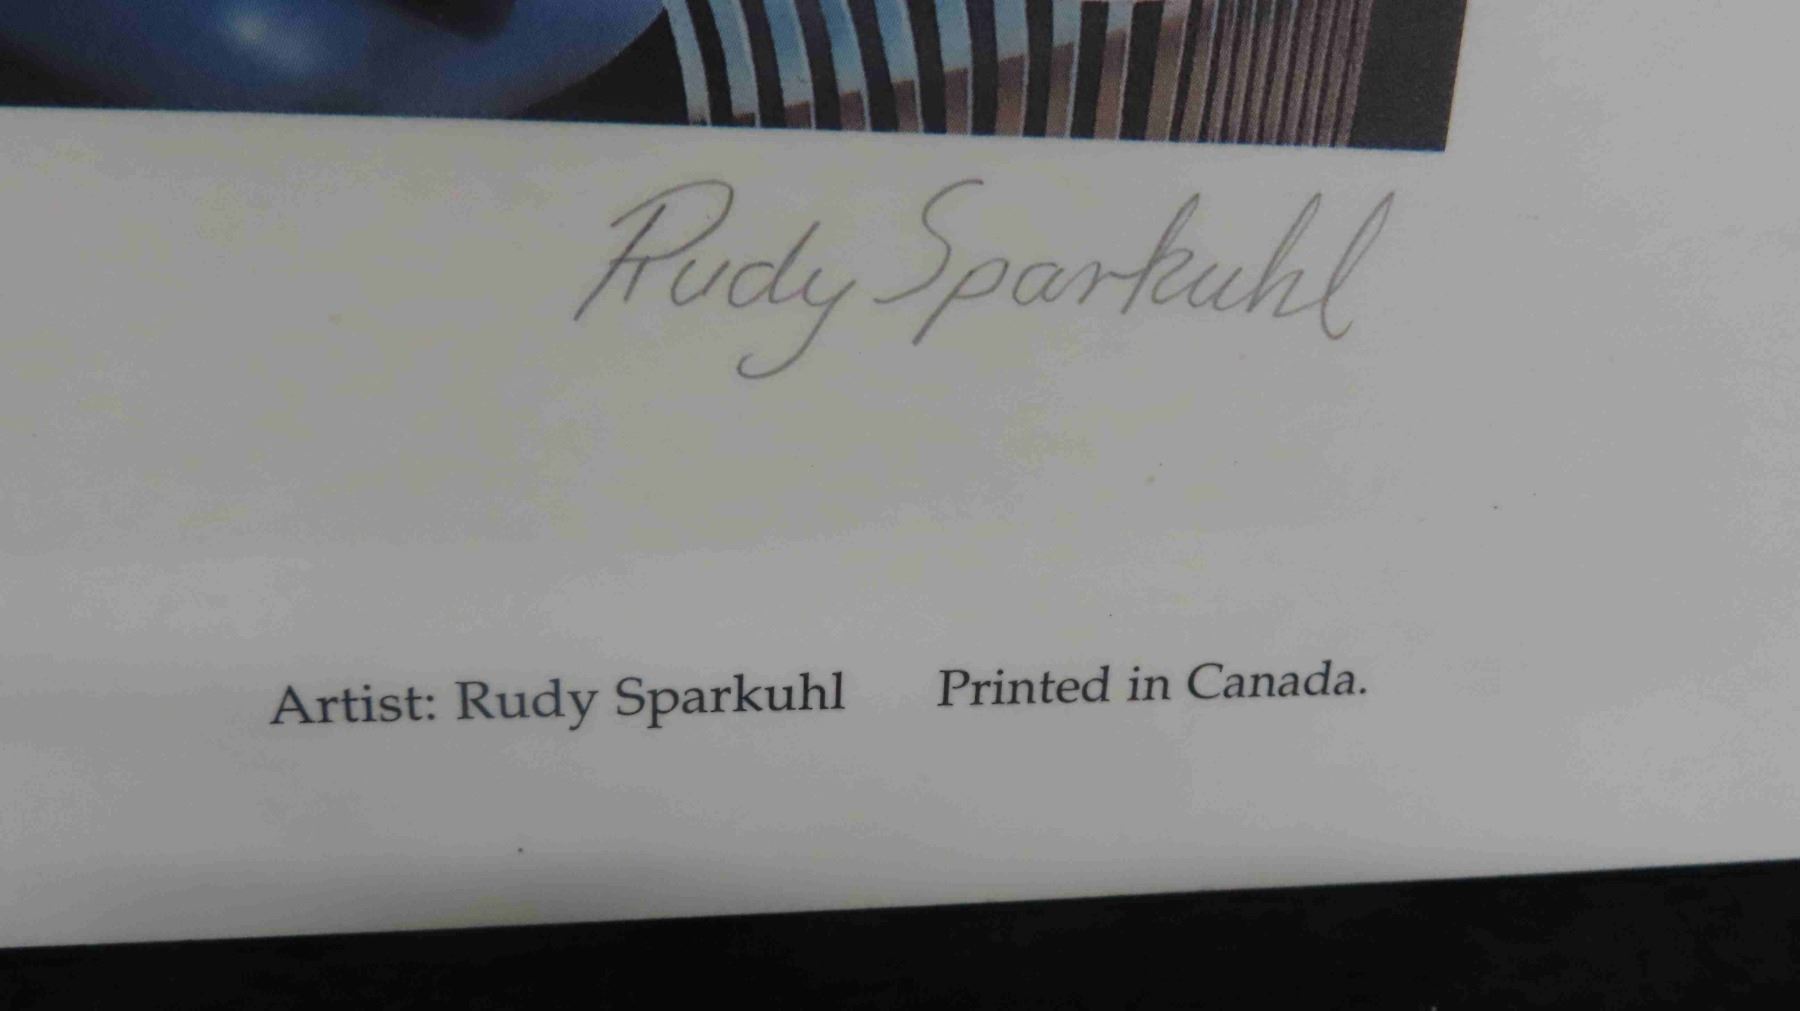 Rudy Sparkuhl
Artist: Rudy Sparkuhl Printed in Canada.